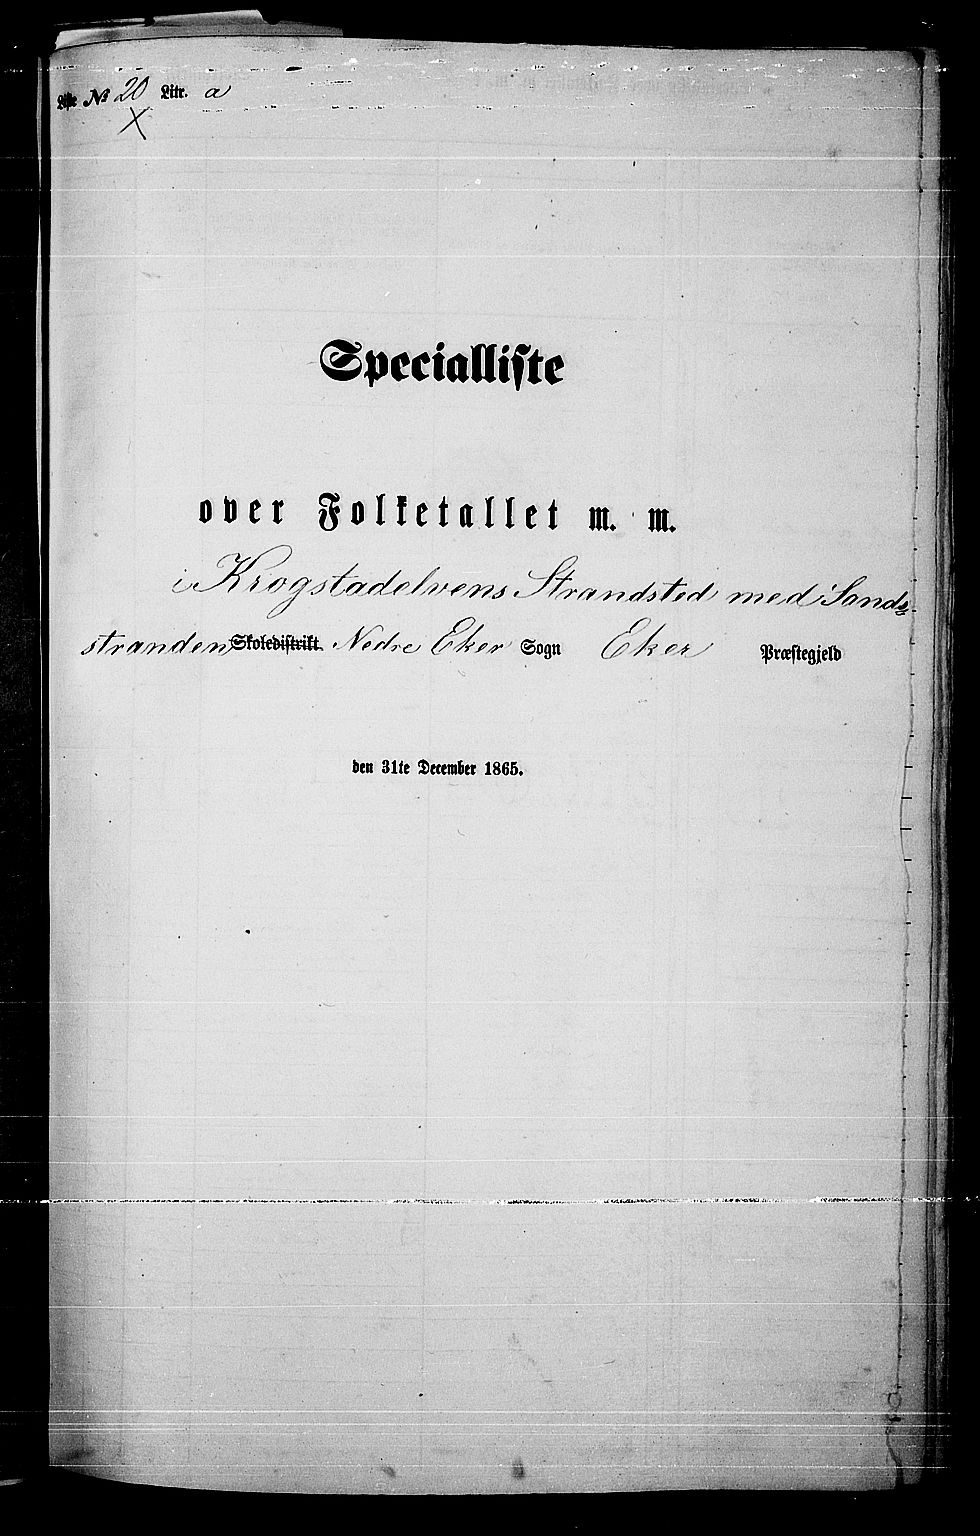 Liste № 20 Litr. a
Specialliste
over Folketallet m. m.
i Krogstadelvens Strandsted med Sands-
stranden Skoledistrikt. Nedre Eker Sogn Eker Præstegjeld
den 31te December 1865.